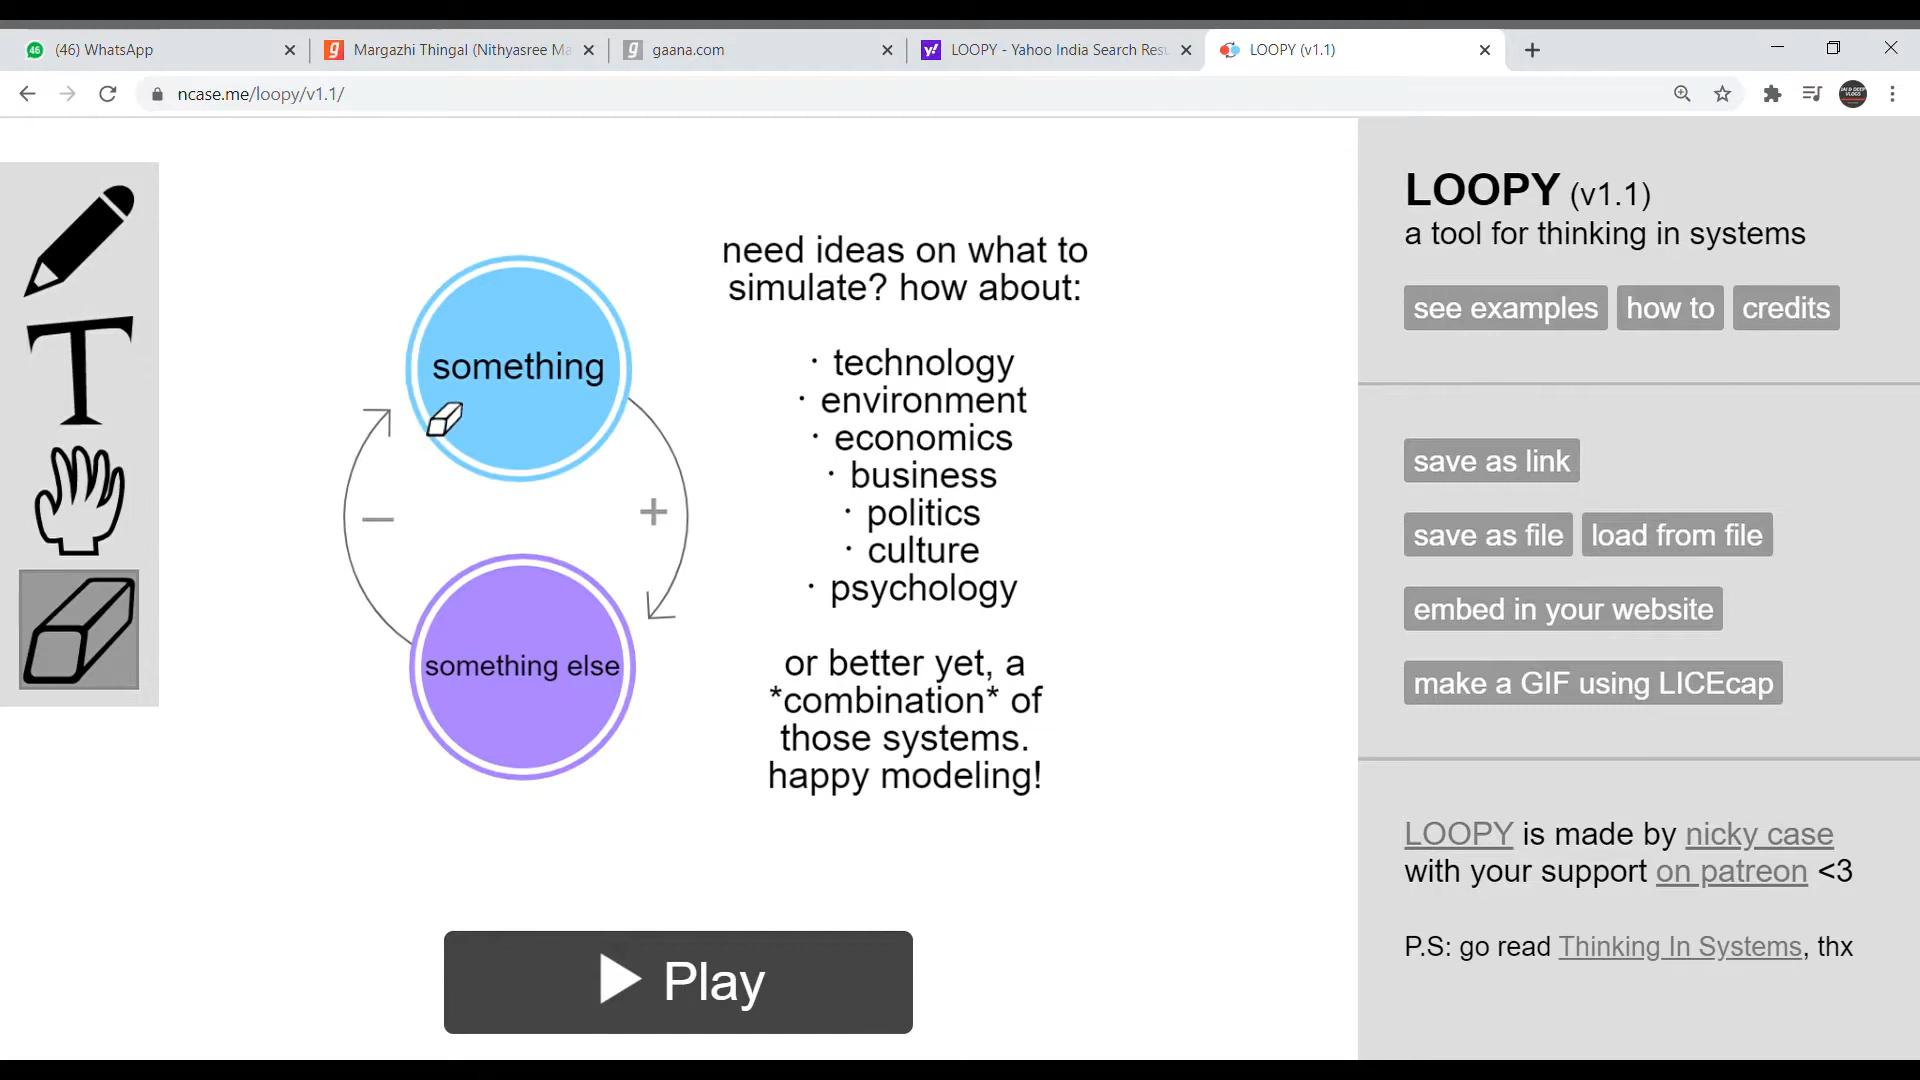 46 (46) WhatsApp
g Margazhi Thingal (Nithyasree Ma
g gaana.com
y! LOOPY - Yahoo India Search Resu
LOOPY (v1.1)
ncase.me/loopy/v1.1/
T
something
something else
–
+
need ideas on what to
simulate? how about:
· technology
· environment
· economics
· business
· politics
· culture
· psychology
or better yet, a
*combination* of
those systems.
happy modeling!
Play
LOOPY (v1.1)
a tool for thinking in systems
see examples how to credits
save as link
save as file load from file
embed in your website
make a GIF using LICEcap
LOOPY is made by nicky case
with your support on patreon <3
P.S: go read Thinking In Systems, thx